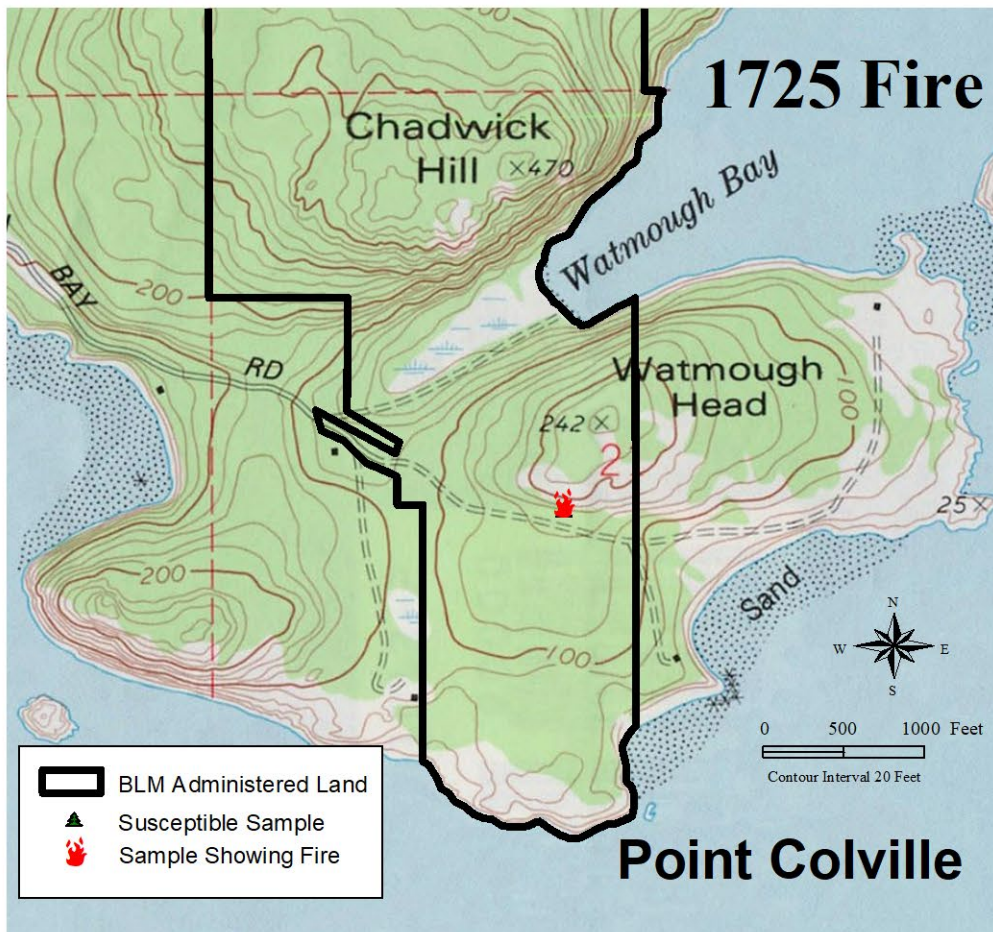 1725 Fire
Chadwick
Hill
×470
Watmough Bay
200
BAY
RD
Watmough
Head
100
242 ×
2
25 ×
Sand
200
100
N
W
E
S
0 500 1000 Feet
Contour Interval 20 Feet
BLM Administered Land
Susceptible Sample
Sample Showing Fire
Point Colville